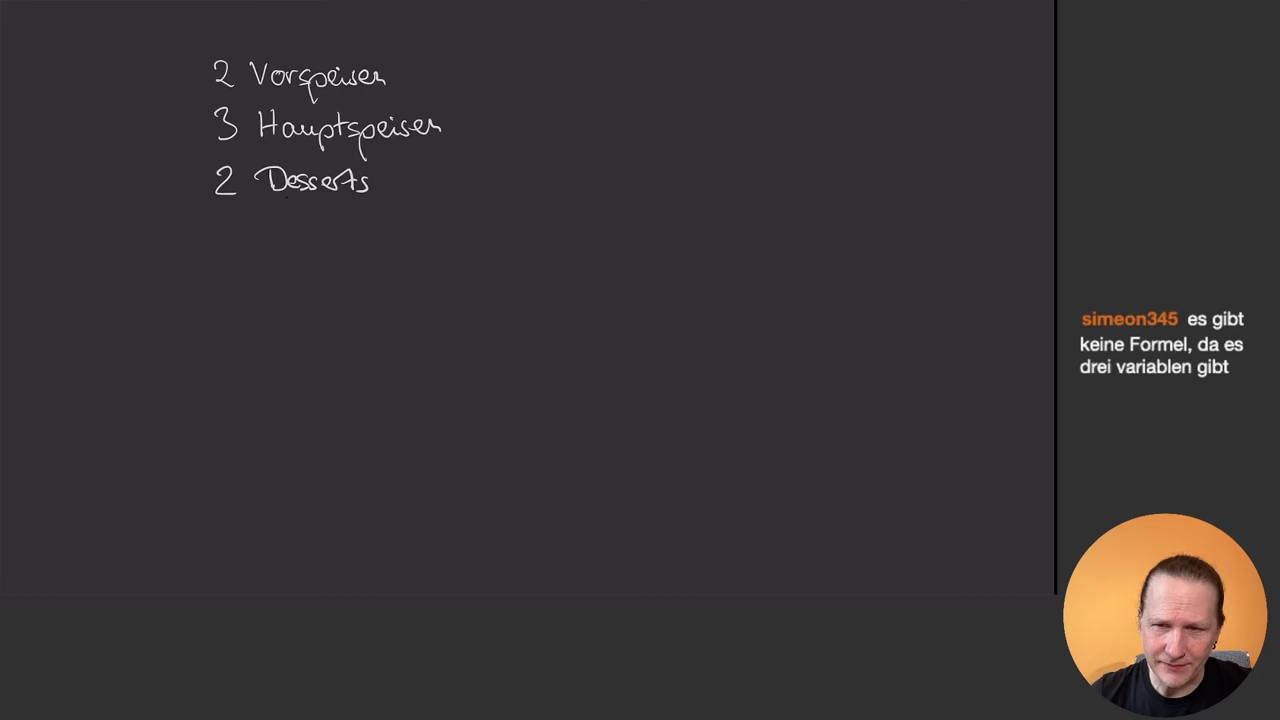 2 Vorspeisen
3 Hauptspeisen
2 Desserts
simeon345 es gibt
keine Formel, da es
drei variablen gibt